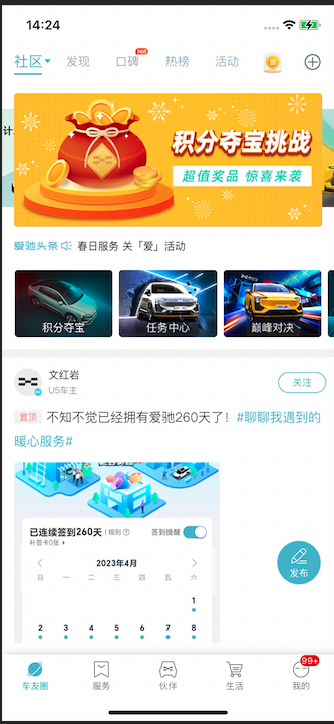 14:24
社区 发现 口碑 hot 热榜 活动
计
积分夺宝挑战
超值奖品 惊喜来袭
爱驰头条 春日服务 关「爱」活动
积分夺宝 任务中心 巅峰对决
文红岩
U5车主
关注
置顶 不知不觉已经拥有爱驰260天了！#聊聊我遇到的
暖心服务#
已连续签到260天 规则 签到提醒
补签卡0张
2023年4月
日 一 二 三 四 五 六
1
2 3 4 5 6 7 8
发布
99+
车友圈 服务 伙伴 生活 我的